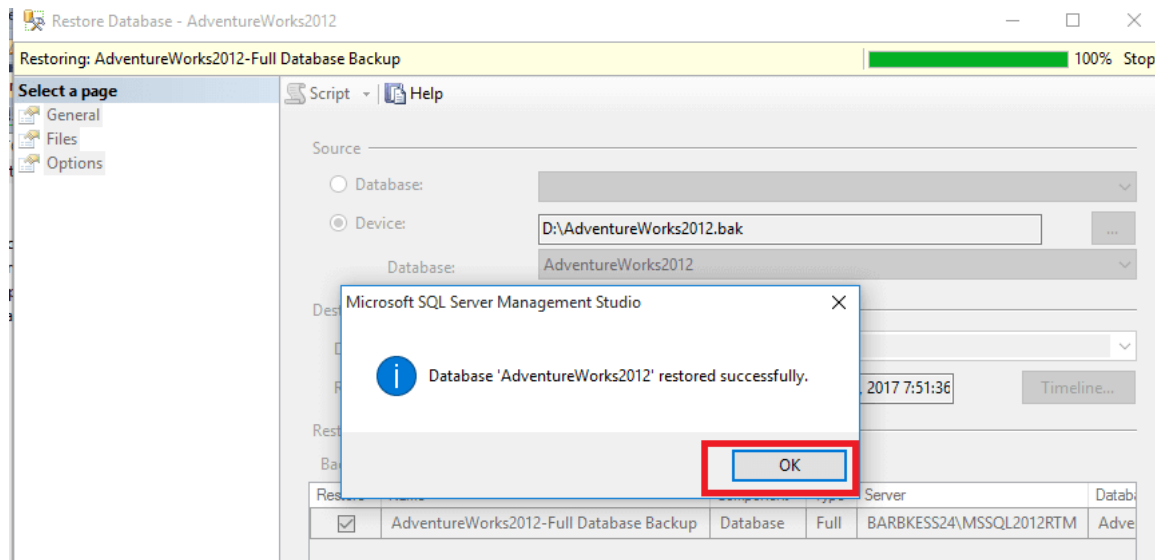 Restore Database - AdventureWorks2012
Restoring: AdventureWorks2012-Full Database Backup 100% Stop
Select a page
Script Help
General
Files
Options
Source
Database:
Device: D:\AdventureWorks2012.bak ...
Database: AdventureWorks2012
Microsoft SQL Server Management Studio
Database 'AdventureWorks2012' restored successfully.
2017 7:51:36 Timeline...
OK
Server
AdventureWorks2012-Full Database Backup Database Full BARBKESS24\MSSQL2012RTM